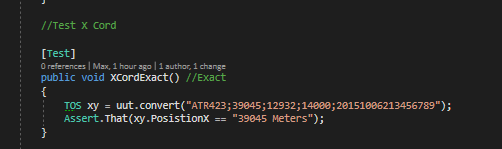 }
//Test X Cord
[Test]
0 references | Max, 1 hour ago | 1 author, 1 change
public void XCordExact() //Exact
{
TOS xy = uut.convert("ATR423;39045;12932;14000;20151006213456789");
Assert.That(xy.PosistionX == "39045 Meters");
}